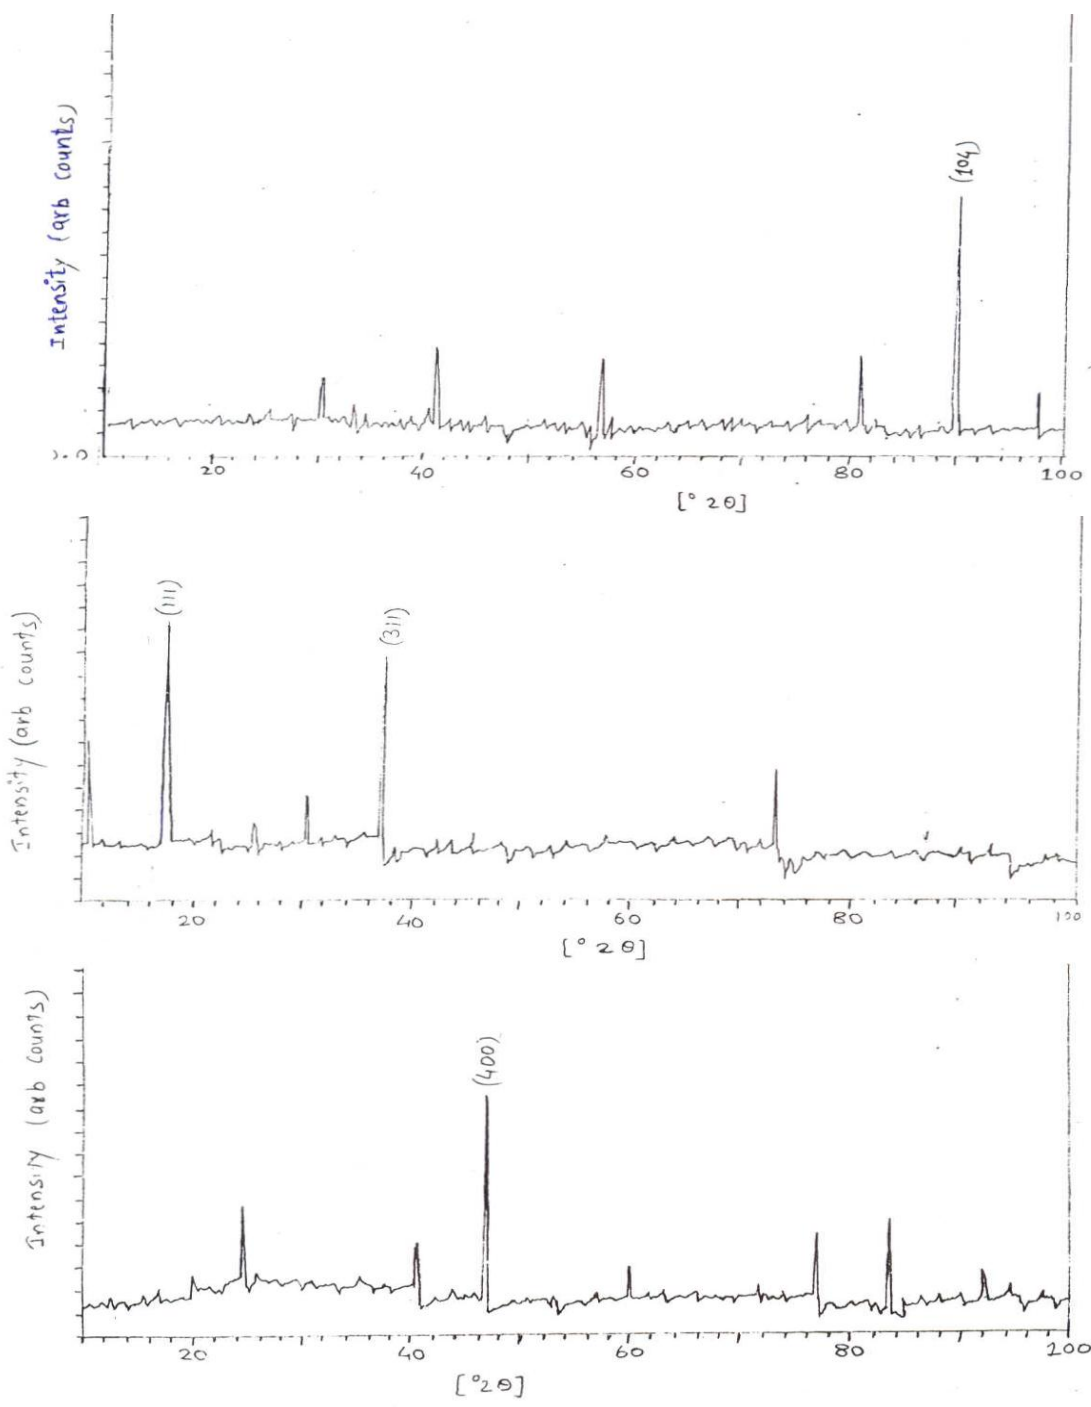 Intensity (arb counts)
(104)
20 40 60 80 100
[° 2θ]
Intensity (arb counts)
(111)
(311)
20 40 60 80 100
[° 2θ]
Intensity (arb counts)
(400)
20 40 60 80 100
[° 2θ]